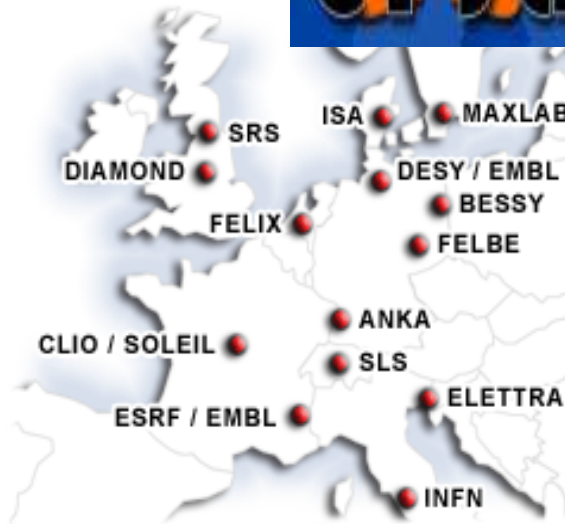 ISA
MAXLAB
SRS
DIAMOND
DESY / EMBL
BESSY
FELIX
FELBE
ANKA
CLIO / SOLEIL
SLS
ELETTRA
ESRF / EMBL
INFN